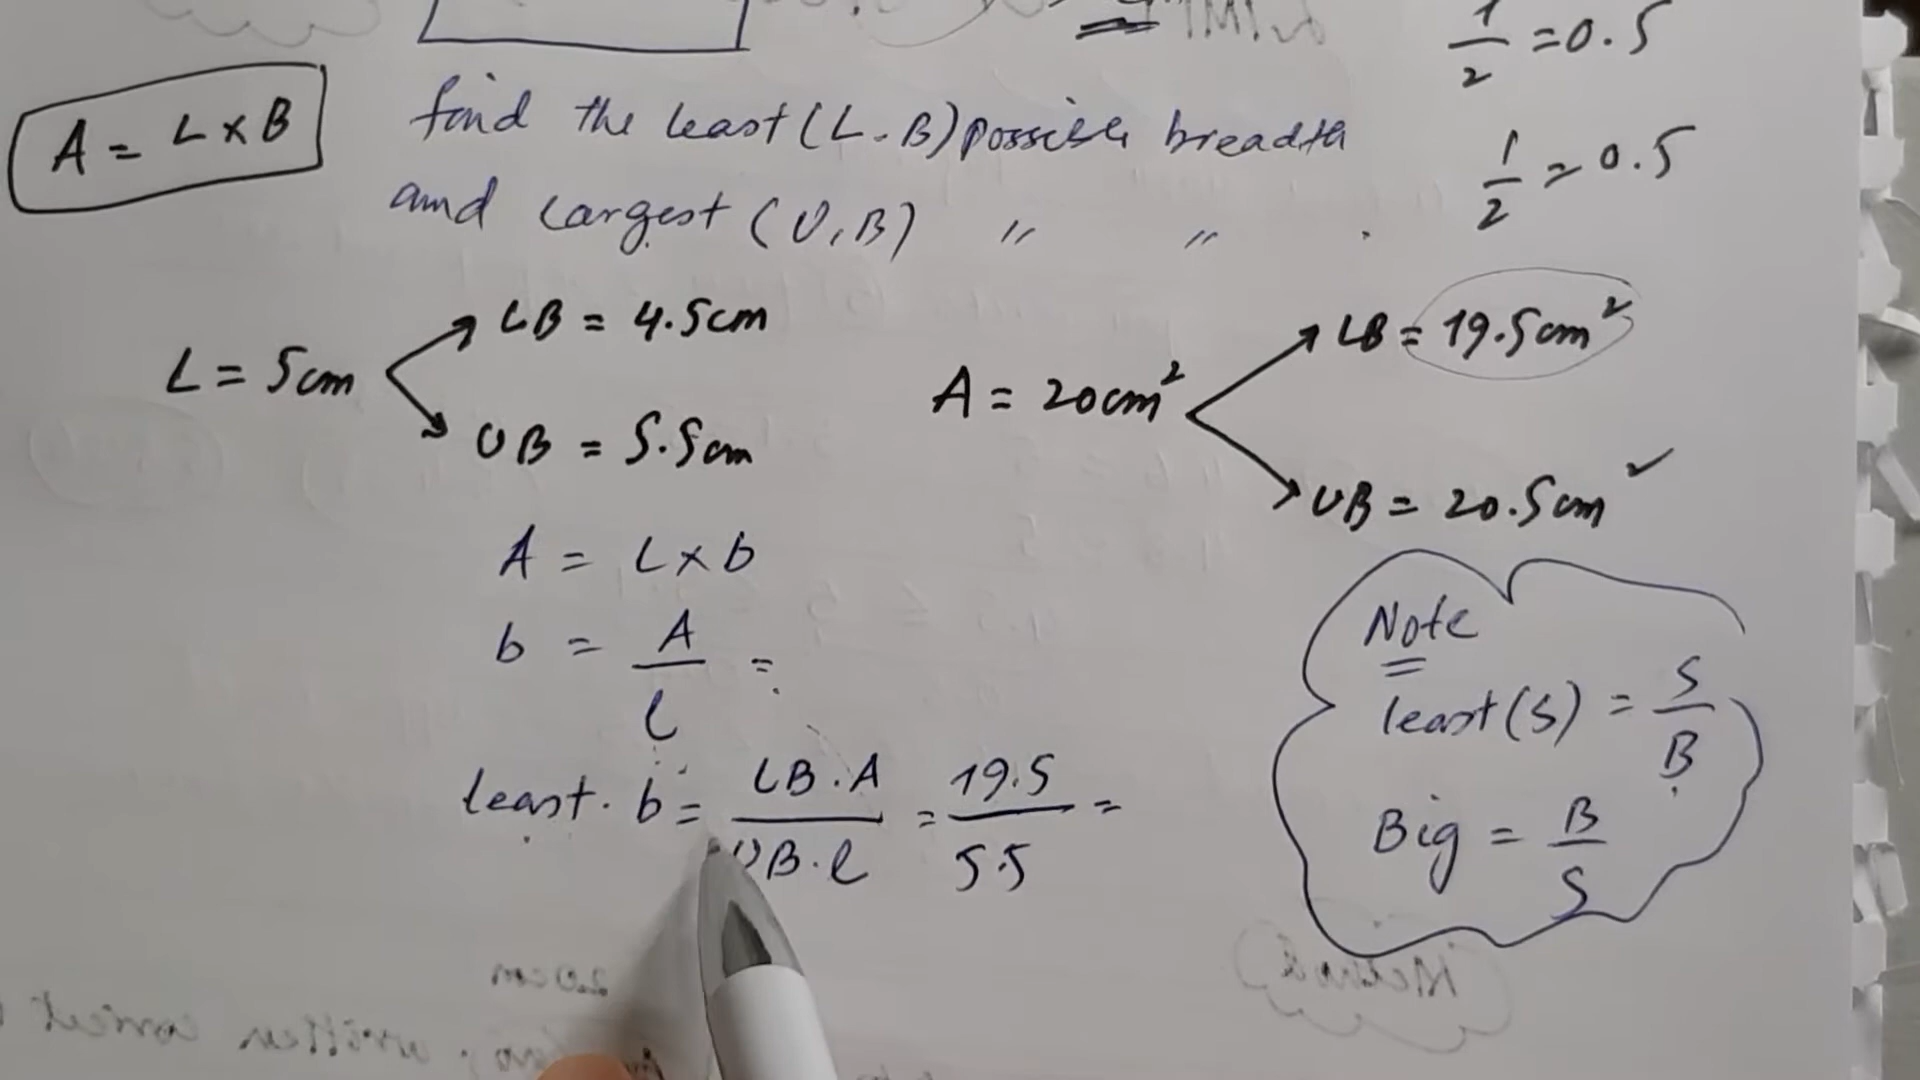 1/2 = 0.5
A = L x B
find the least (L.B) possible breadth
and largest (U.B) " " .
1/2 = 0.5
L = 5cm
LB = 4.5cm
UB = 5.5cm
A = 20cm²
LB = 19.5cm²
UB = 20.5cm²
A = L x b
b = A/l =
least. b = LB.A/UB.l = 19.5/5.5 =
Note
least(S) = S/B
Big = B/S